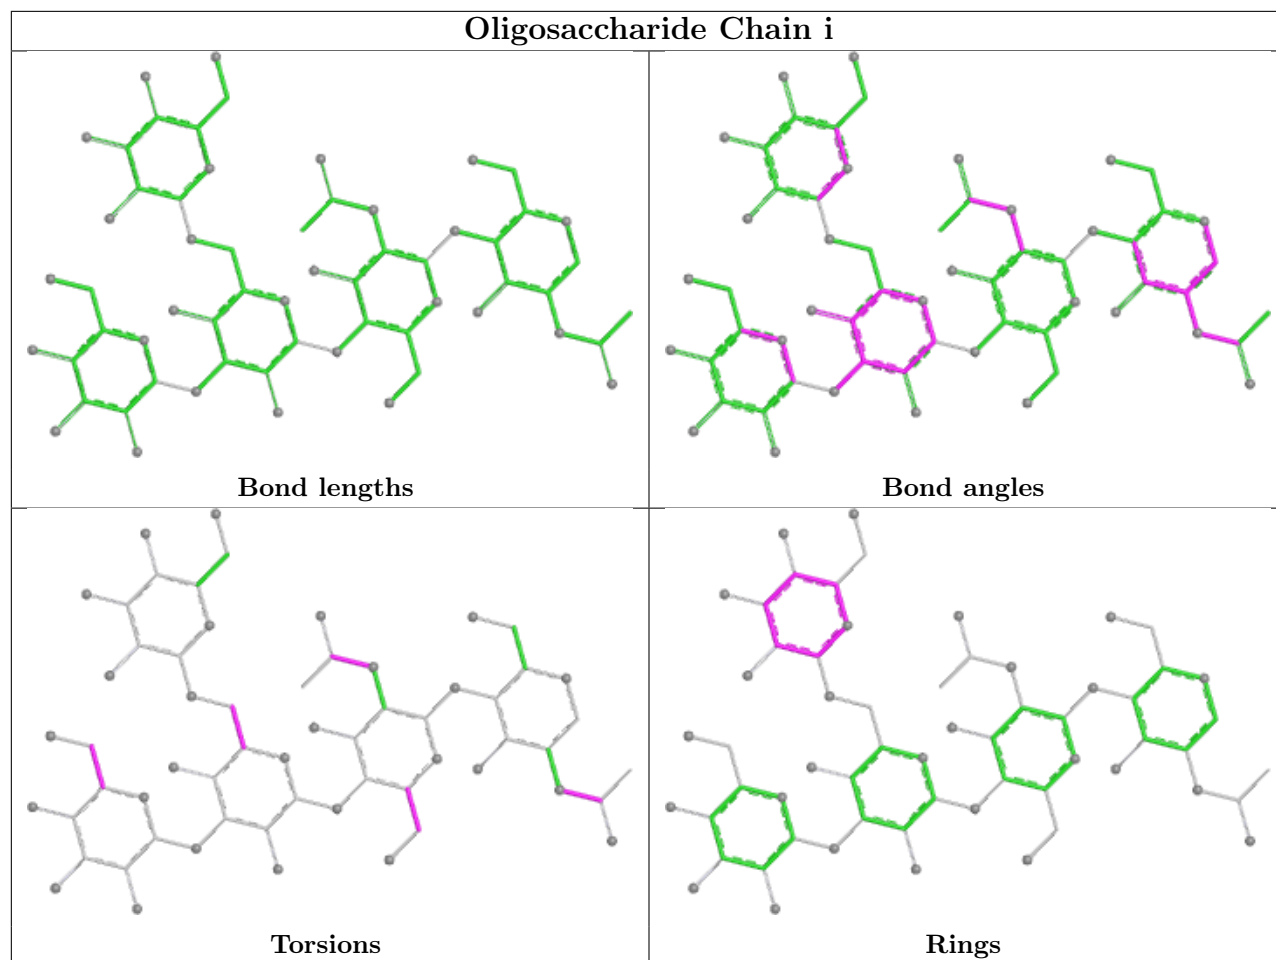 Oligosaccharide Chain i
Bond lengths
Bond angles
Torsions
Rings